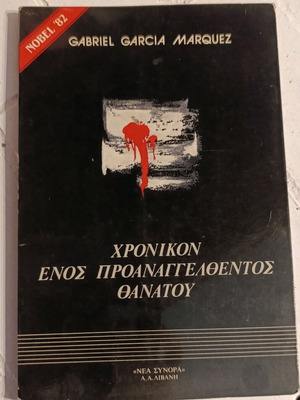 NOBEL '82
GABRIEL GARCIA MARQUEZ
ΧΡΟΝΙΚΟΝ
ΕΝΟΣ ΠΡΟΑΝΑΓΓΕΛΘΕΝΤΟΣ
ΘΑΝΑΤΟΥ
«ΝΕΑ ΣΥΝΟΡΑ»
Α.Α.ΛΙΒΑΝΗ